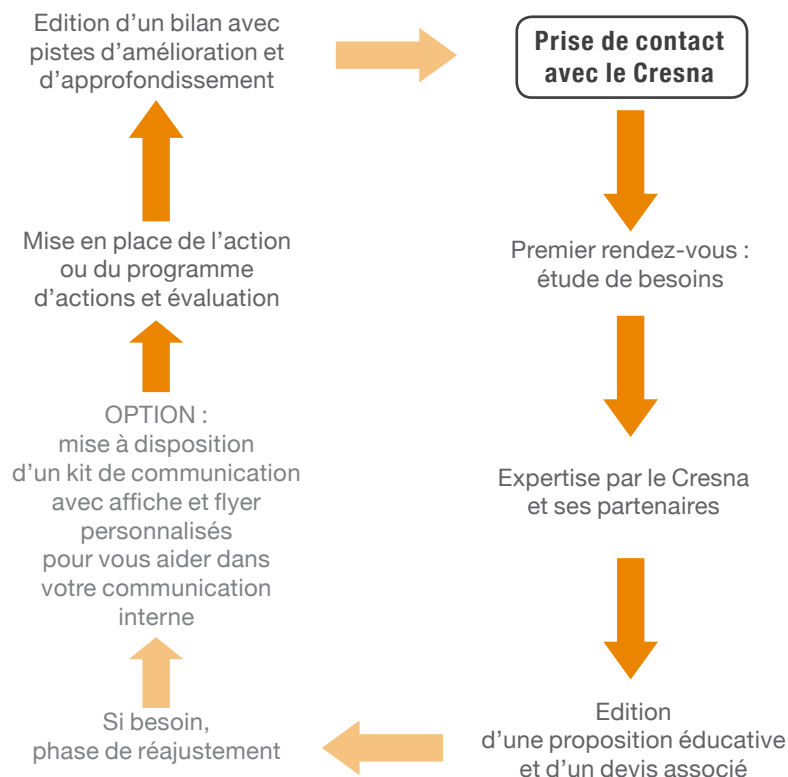 Edition d’un bilan avec
pistes d’amélioration et
d’approfondissement
Prise de contact
avec le Cresna
Premier rendez-vous :
étude de besoins
Expertise par le Cresna
et ses partenaires
Edition
d’une proposition éducative
et d’un devis associé
Si besoin,
phase de réajustement
OPTION :
mise à disposition
d’un kit de communication
avec affiche et flyer
personnalisés
pour vous aider dans
votre communication
interne
Mise en place de l’action
ou du programme
d’actions et évaluation